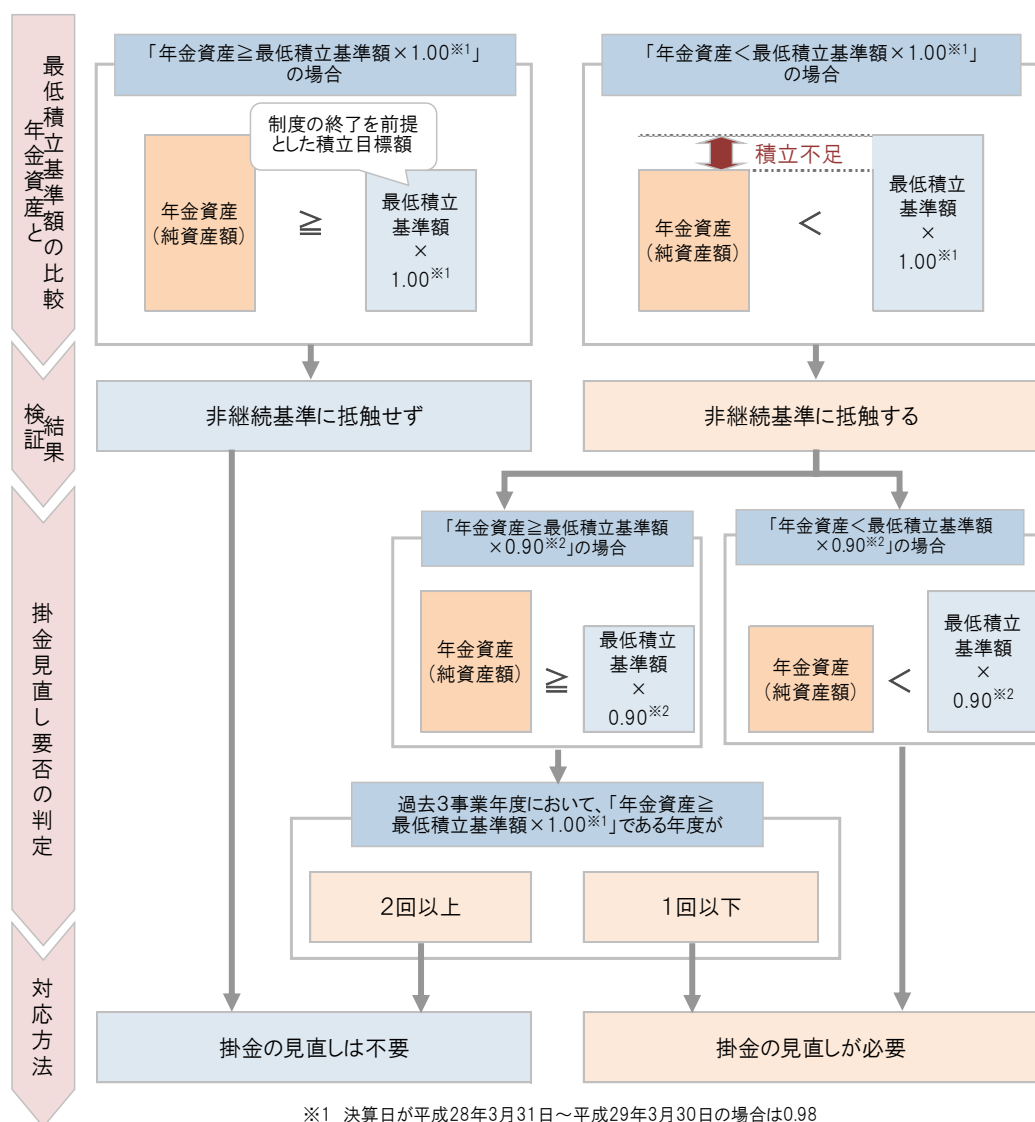 年金資産と
最低積立基準額の比較
「年金資産≧最低積立基準額×1.00※1」
の場合
制度の終了を前提
とした積立目標額
年金資産
(純資産額)
≧
最低積立
基準額
×
1.00※1
「年金資産<最低積立基準額×1.00※1」
の場合
積立不足
年金資産
(純資産額)
<
最低積立
基準額
×
1.00※1
検証
結果
非継続基準に抵触せず
非継続基準に抵触する
掛金見直し要否の判定
「年金資産≧最低積立基準額
×0.90※2」の場合
年金資産
(純資産額)
≧
最低積立
基準額
×
0.90※2
「年金資産<最低積立基準額
×0.90※2」の場合
年金資産
(純資産額)
<
最低積立
基準額
×
0.90※2
過去3事業年度において、「年金資産≧
最低積立基準額×1.00※1」である年度が
2回以上
1回以下
対応方法
掛金の見直しは不要
掛金の見直しが必要
※1 決算日が平成28年3月31日~平成29年3月30日の場合は0.98